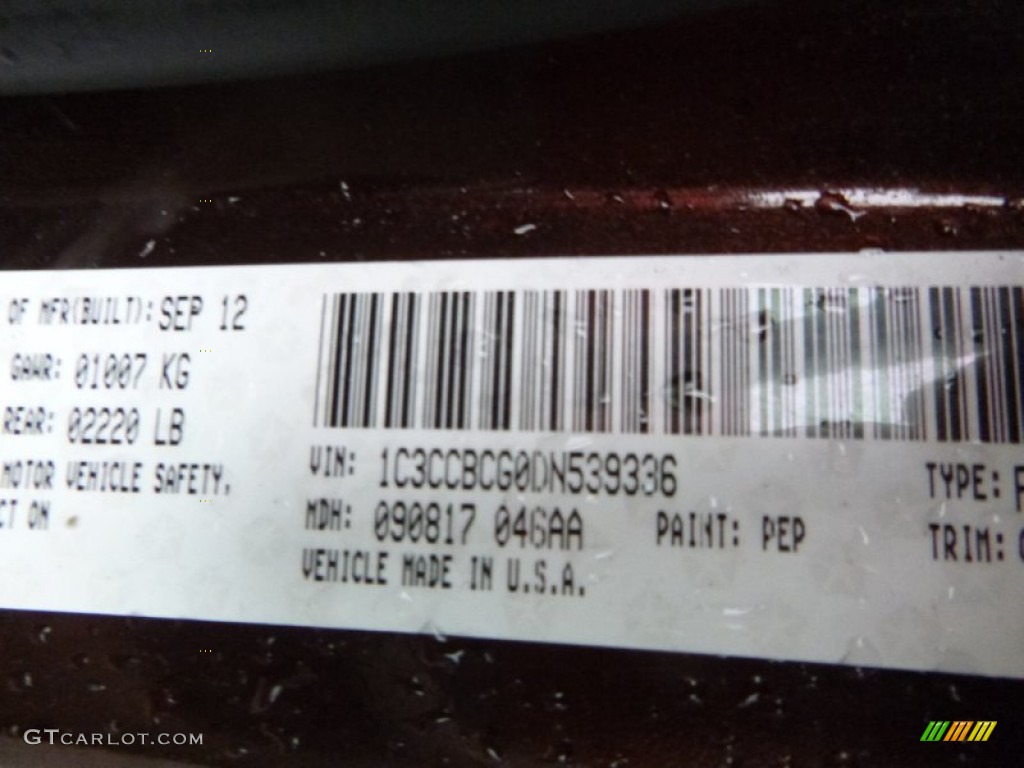 OF MFR(BUILT): SEP 12
GAWR: 01007 KG
REAR: 02220 LB
MOTOR VEHICLE SAFETY,
CT ON
VIN: 1C3CCBCG0DN539336
MDH: 090817 046AA PAINT: PEP
VEHICLE MADE IN U.S.A.
TYPE:
TRIM:
GTCARLOT.COM